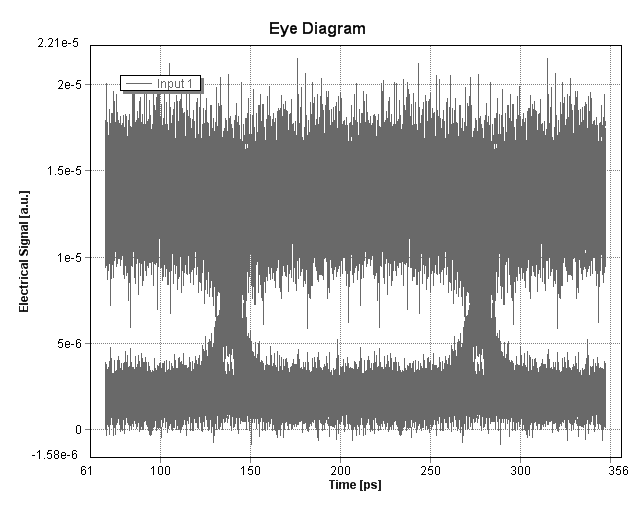 Eye Diagram
2.21e-5
Input 1
2e-5
1.5e-5
1e-5
5e-6
0
-1.58e-6
Electrical Signal [a.u.]
61 100 150 200 250 300 356
Time [ps]